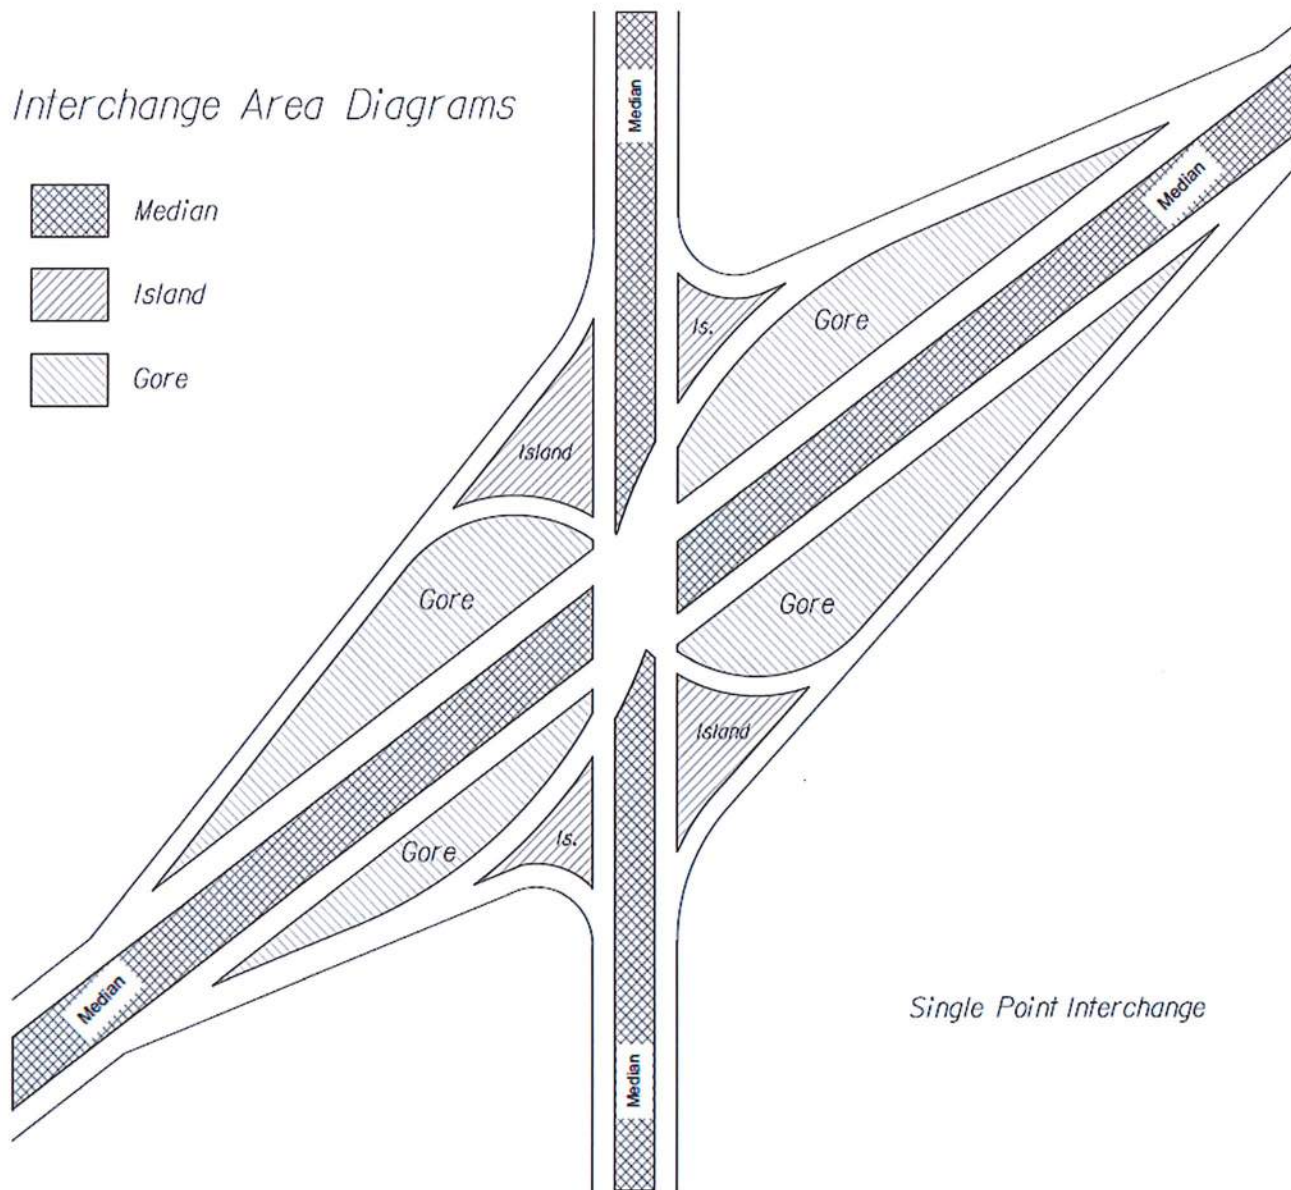 Interchange Area Diagrams
Median
Island
Gore
Median
Median
Is.
Gore
Island
Gore
Gore
Island
Is.
Gore
Median
Single Point Interchange
Median